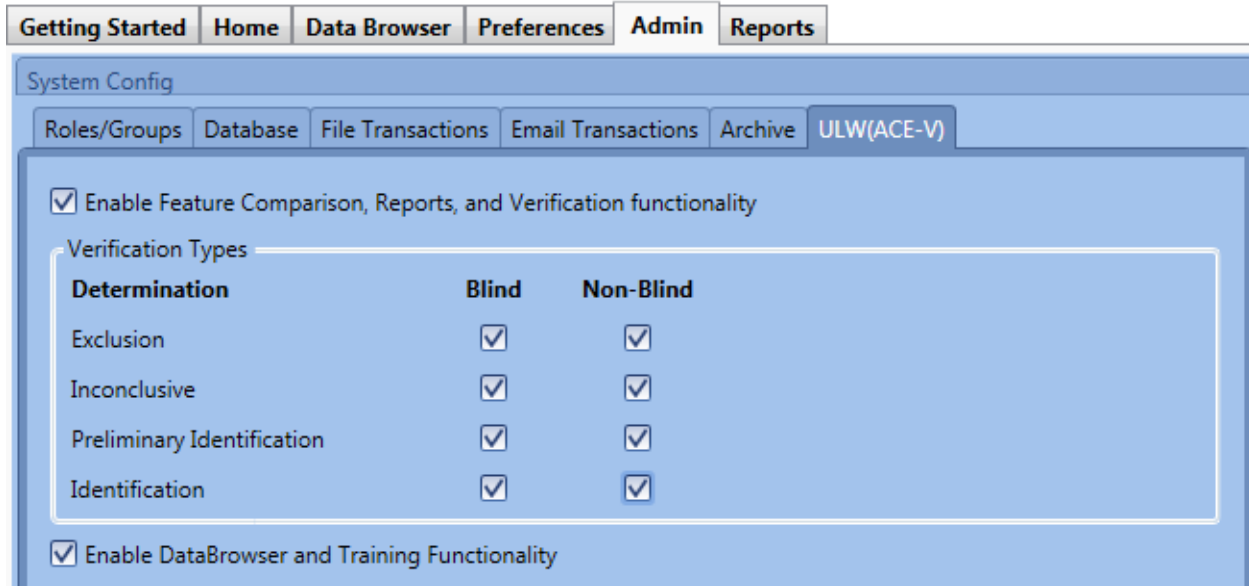 Getting Started Home Data Browser Preferences Admin Reports
System Config
Roles/Groups Database File Transactions Email Transactions Archive ULW(ACE-V)
Enable Feature Comparison, Reports, and Verification functionality
Verification Types
Determination Blind Non-Blind
Exclusion
Inconclusive
Preliminary Identification
Identification
Enable DataBrowser and Training Functionality